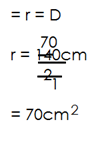 = r = D
70
r = 140cm
2
1
= 70cm²